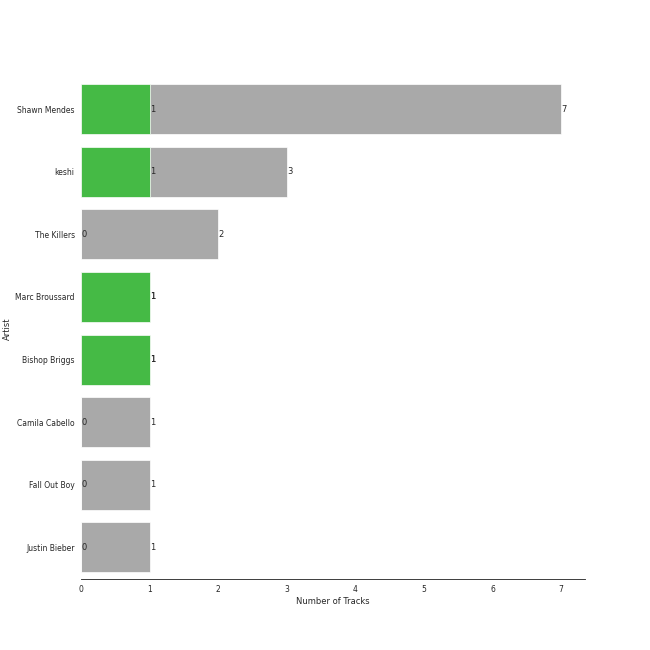 Shawn Mendes 1 7
keshi 1 3
The Killers 0 2
Marc Broussard 1 1
Bishop Briggs 1 1
Camila Cabello 0 1
Fall Out Boy 0 1
Justin Bieber 0 1
Artist
0 1 2 3 4 5 6 7
Number of Tracks